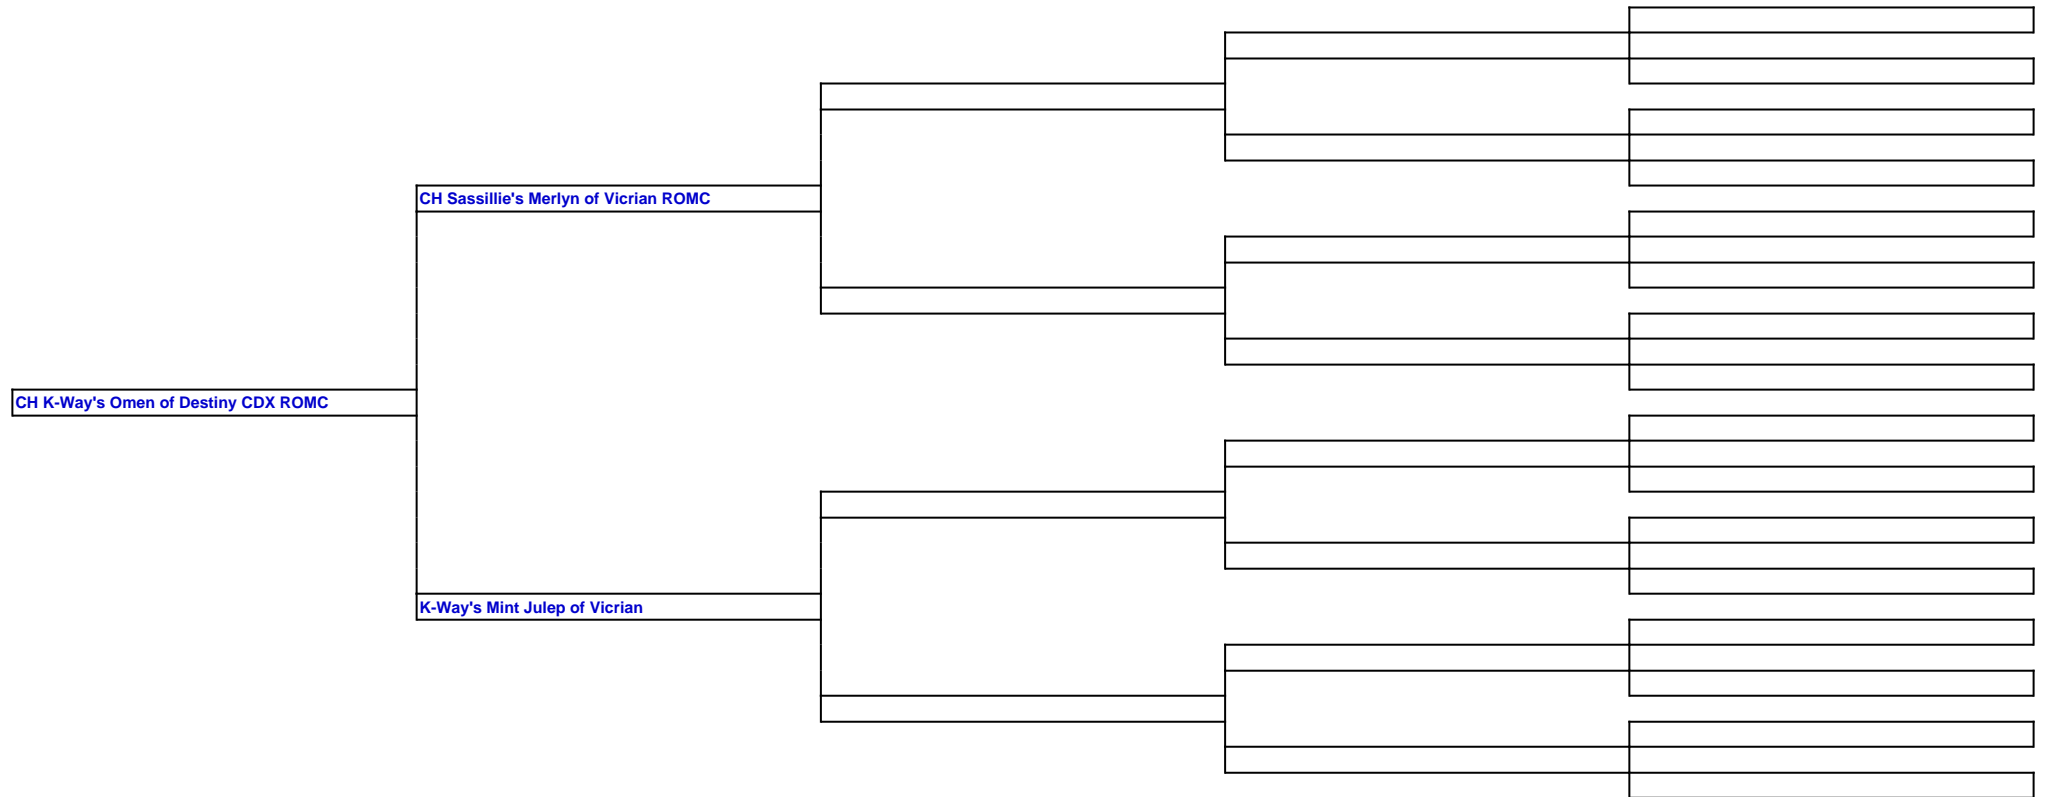 CH Sassillie's Merlyn of Vicrian ROMC
CH K-Way's Omen of Destiny CDX ROMC
K-Way's Mint Julep of Vicrian